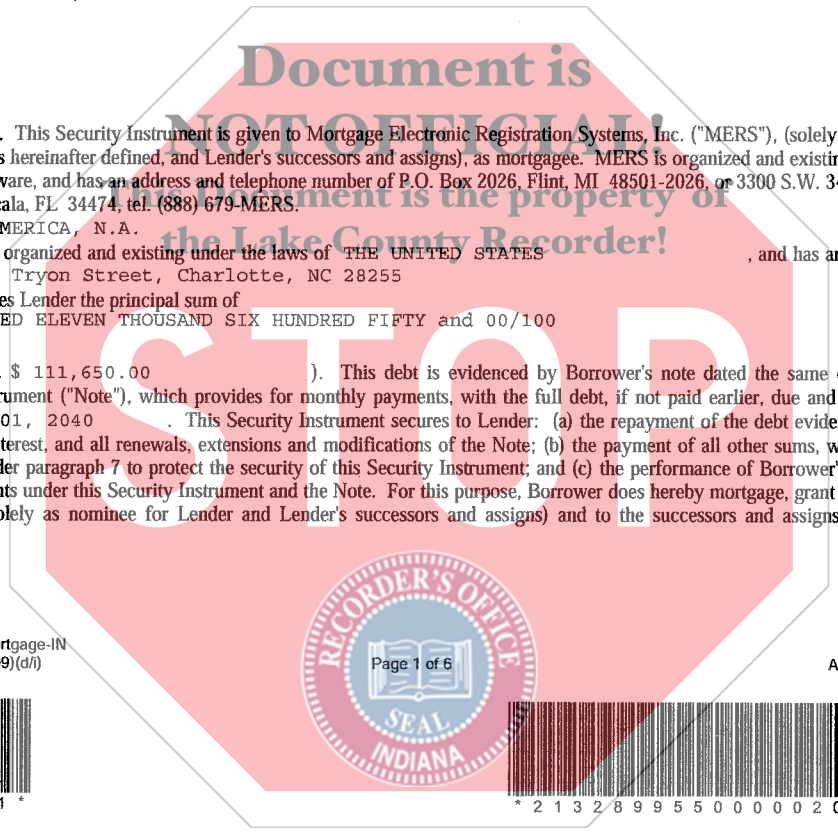 Document is
NOT OFFICIAL!
. This Security Instrument is given to Mortgage Electronic Registration Systems, Inc. ("MERS"), (solely
s hereinafter defined, and Lender's successors and assigns), as mortgagee. MERS is organized and existin
ware, and has an address and telephone number of P.O. Box 2026, Flint, MI 48501-2026, or 3300 S.W. 34
This Document is the property of
cala, FL 34474, tel. (888) 679-MERS.
MERICA, N.A.
the Lake County Recorder!
organized and existing under the laws of THE UNITED STATES , and has an
Tryon Street, Charlotte, NC 28255
es Lender the principal sum of
ED ELEVEN THOUSAND SIX HUNDRED FIFTY and 00/100
STOP
$ 111,650.00 ). This debt is evidenced by Borrower's note dated the same
rument ("Note"), which provides for monthly payments, with the full debt, if not paid earlier, due and
01, 2040 . This Security Instrument secures to Lender: (a) the repayment of the debt evide
terest, and all renewals, extensions and modifications of the Note; (b) the payment of all other sums, w
er paragraph 7 to protect the security of this Security Instrument; and (c) the performance of Borrower'
nts under this Security Instrument and the Note. For this purpose, Borrower does hereby mortgage, grant
olely as nominee for Lender and Lender's successors and assigns) and to the successors and assigns
RECORDER'S OFFICE
SEAL
INDIANA
rtgage-IN
9)(d/i)
Page 1 of 6
A
1 *
* 2 1 3 2 8 9 9 5 5 0 0 0 0 0 2 0